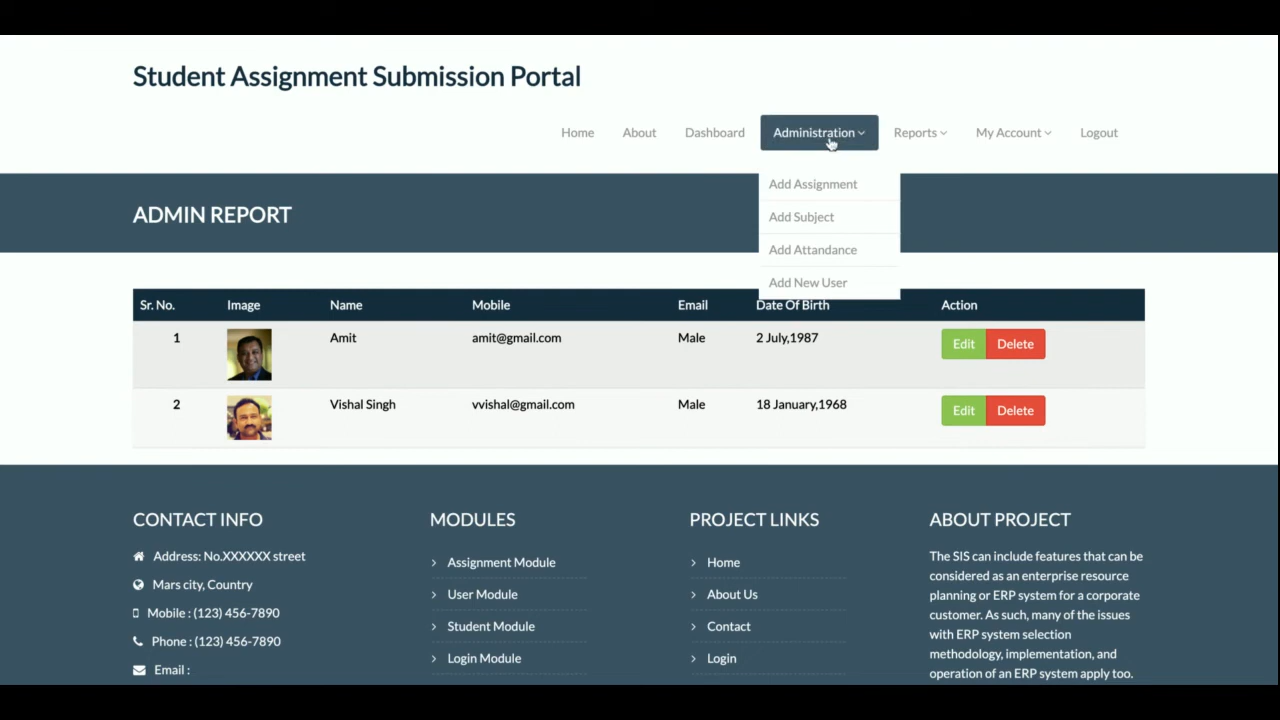 Student Assignment Submission Portal
Home About Dashboard Administration Reports My Account Logout
Add Assignment
ADMIN REPORT
Add Subject
Add Attandance
Add New User
Sr. No. Image Name Mobile Email Date Of Birth Action
1 Amit amit@gmail.com Male 2 July,1987 Edit Delete
2 Vishal Singh vvishal@gmail.com Male 18 January,1968 Edit Delete
CONTACT INFO
Address: No.XXXXXX street
Mars city, Country
Mobile : (123) 456-7890
Phone : (123) 456-7890
Email :
MODULES
Assignment Module
User Module
Student Module
Login Module
PROJECT LINKS
Home
About Us
Contact
Login
ABOUT PROJECT
The SIS can include features that can be
considered as an enterprise resource
planning or ERP system for a corporate
customer. As such, many of the issues
with ERP system selection
methodology, implementation, and
operation of an ERP system apply too.